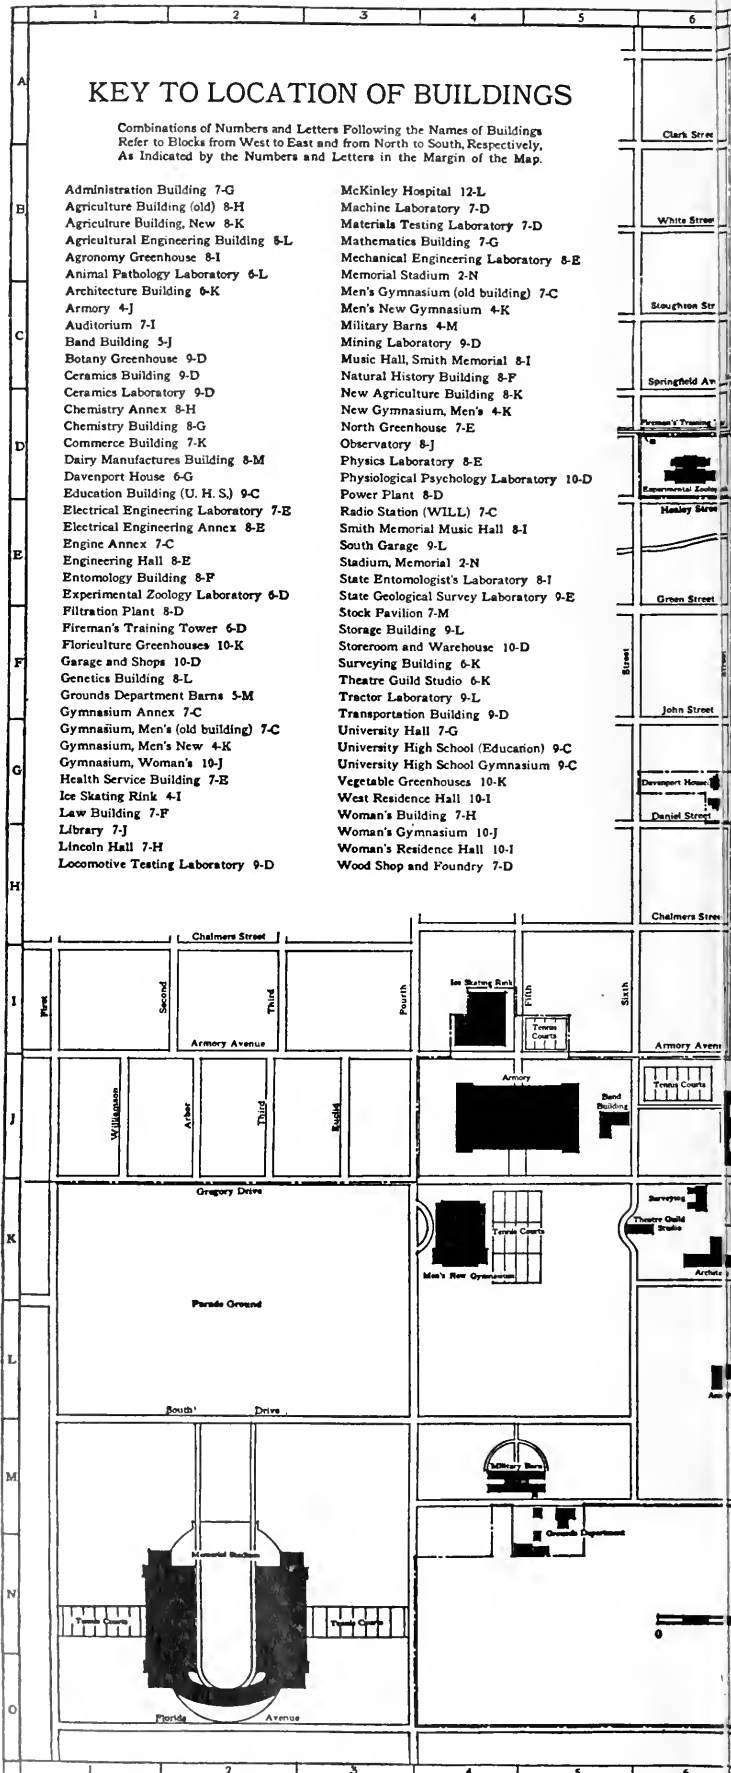 1 2 3 4 5 6
A
B
C
D
E
F
G
H
I
J
K
L
M
N
O
KEY TO LOCATION OF BUILDINGS
Combinations of Numbers and Letters Following the Names of Buildings
Refer to Blocks from West to East and from North to South, Respectively,
As Indicated by the Numbers and Letters in the Margin of the Map.
Administration Building 7-G
Agriculture Building (old) 8-H
Agriculture Building, New 8-K
Agricultural Engineering Building 8-L
Agronomy Greenhouse 8-I
Animal Pathology Laboratory 6-L
Architecture Building 6-K
Armory 4-J
Auditorium 7-I
Band Building 5-J
Botany Greenhouse 9-D
Ceramics Building 9-D
Ceramics Laboratory 9-D
Chemistry Annex 8-H
Chemistry Building 8-G
Commerce Building 7-K
Dairy Manufactures Building 8-M
Davenport House 6-G
Education Building (U. H. S.) 9-C
Electrical Engineering Laboratory 7-E
Electrical Engineering Annex 8-E
Engine Annex 7-C
Engineering Hall 8-E
Entomology Building 8-F
Experimental Zoology Laboratory 6-D
Filtration Plant 8-D
Fireman's Training Tower 6-D
Floriculture Greenhouses 10-K
Garage and Shops 10-D
Genetics Building 8-L
Grounds Department Barns 5-M
Gymnasium Annex 7-C
Gymnasium, Men's (old building) 7-C
Gymnasium, Men's New 4-K
Gymnasium, Woman's 10-J
Health Service Building 7-E
Ice Skating Rink 4-I
Law Building 7-F
Library 7-J
Lincoln Hall 7-H
Locomotive Testing Laboratory 9-D
McKinley Hospital 12-L
Machine Laboratory 7-D
Materials Testing Laboratory 7-D
Mathematics Building 7-G
Mechanical Engineering Laboratory 8-E
Memorial Stadium 2-N
Men's Gymnasium (old building) 7-C
Men's New Gymnasium 4-K
Military Barns 4-M
Mining Laboratory 9-D
Music Hall, Smith Memorial 8-I
Natural History Building 8-F
New Agriculture Building 8-K
New Gymnasium, Men's 4-K
North Greenhouse 7-E
Observatory 8-J
Physics Laboratory 8-E
Physiological Psychology Laboratory 10-D
Power Plant 8-D
Radio Station (WILL) 7-C
Smith Memorial Music Hall 8-I
South Garage 9-L
Stadium, Memorial 2-N
State Entomologist's Laboratory 8-I
State Geological Survey Laboratory 9-E
Stock Pavilion 7-M
Storage Building 9-L
Storeroom and Warehouse 10-D
Surveying Building 6-K
Theatre Guild Studio 6-K
Tractor Laboratory 9-L
Transportation Building 9-D
University Hall 7-G
University High School (Education) 9-C
University High School Gymnasium 9-C
Vegetable Greenhouses 10-K
West Residence Hall 10-I
Woman's Building 7-H
Woman's Gymnasium 10-J
Woman's Residence Hall 10-I
Wood Shop and Foundry 7-D
Clark Stree
White Street
Stoughton Str
Springfield Av
Fireman's Training
Experimental Zoolog
Healey Stree
Green Street
Street
John Street
Davenport House
Daniel Street
Chalmers Stree
Chalmers Street
First
Second
Third
Fourth
Ice Skating Rink
Fifth
Sixth
Tennis
Courts
Armory Avenue
Armory Aven
Williamson
Arbor
Third
Euclid
Armory
Band
Building
Tennis Courts
Gregory Drive
Surveying
Theatre Guild
Studio
Tennis Courts
Men's New Gymnasium
Archite
Parade Ground
South Drive
Military Barn
Grounds Department
Memorial Stadium
Tennis Courts
Tennis Courts
0
Florida Avenue
1 2 3 4 5 6